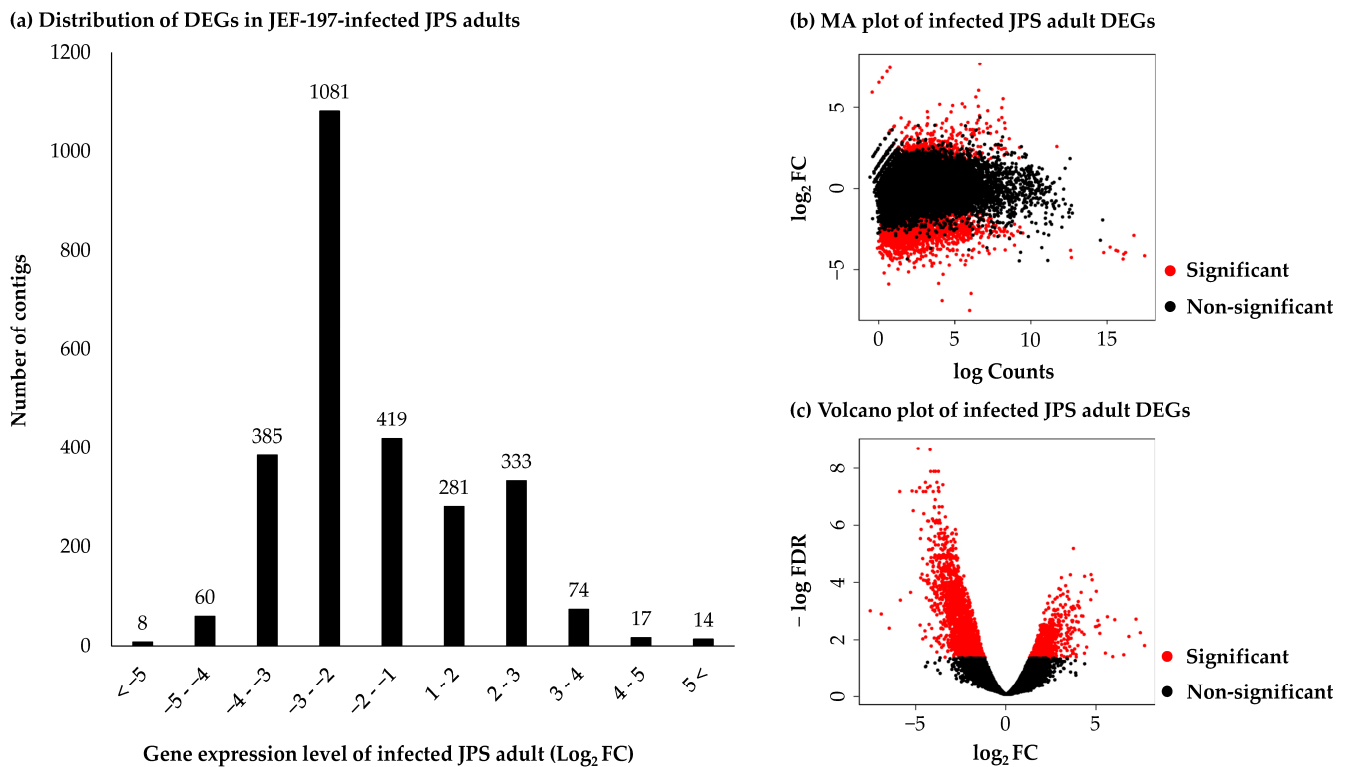 (a) Distribution of DEGs in JEF-197-infected JPS adults
1200
1000
800
600
400
200
0
Number of contigs
8
60
385
1081
419
281
333
74
17
14
< −5
−5 - −4
−4 - −3
−3 - −2
−2 - −1
1 - 2
2 - 3
3 - 4
4 - 5
5 <
Gene expression level of infected JPS adult (Log₂ FC)
(b) MA plot of infected JPS adult DEGs
5
0
−5
log₂ FC
0
5
10
15
log Counts
Significant
Non-significant
(c) Volcano plot of infected JPS adult DEGs
8
6
4
2
0
− log FDR
−5
0
5
log₂ FC
Significant
Non-significant